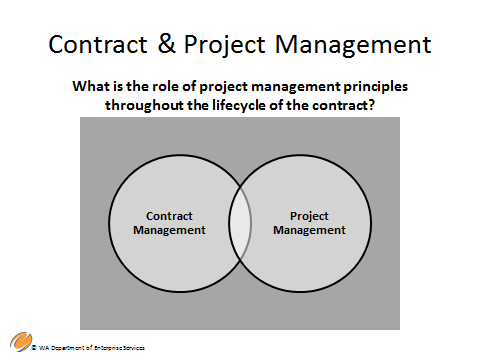 Contract & Project Management
What is the role of project management principles
throughout the lifecycle of the contract?
Contract
Management
Project
Management
© WA Department of Enterprise Services